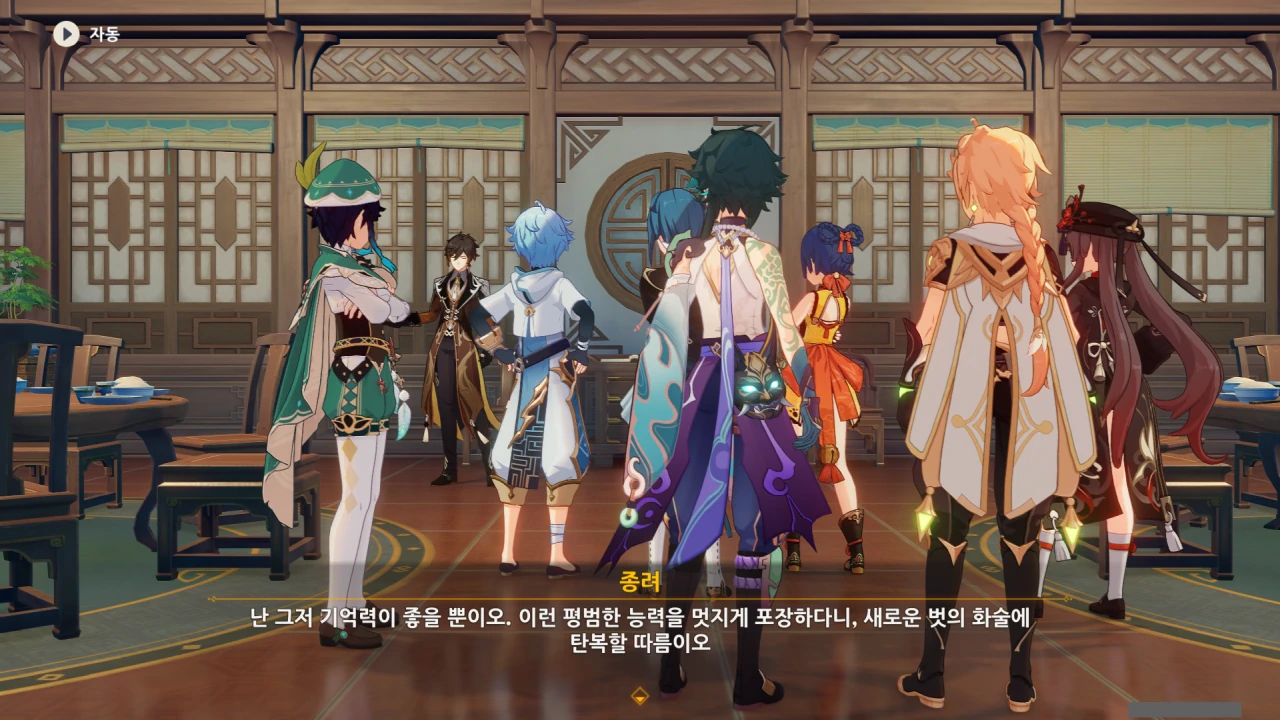 자동
종려
난 그저 기억력이 좋을 뿐이오. 이런 평범한 능력을 멋지게 포장하다니, 새로운 벗의 화술에
탄복할 따름이오